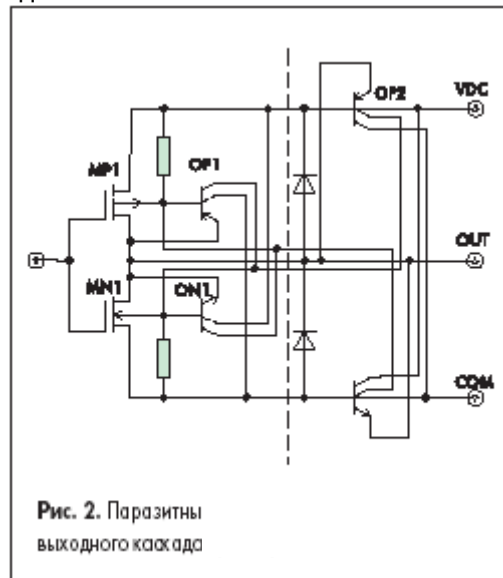 VDC
QP2
MP1
QP1
OUT
MN1
QN1
COM
Рис. 2. Паразитны
выходного каскада